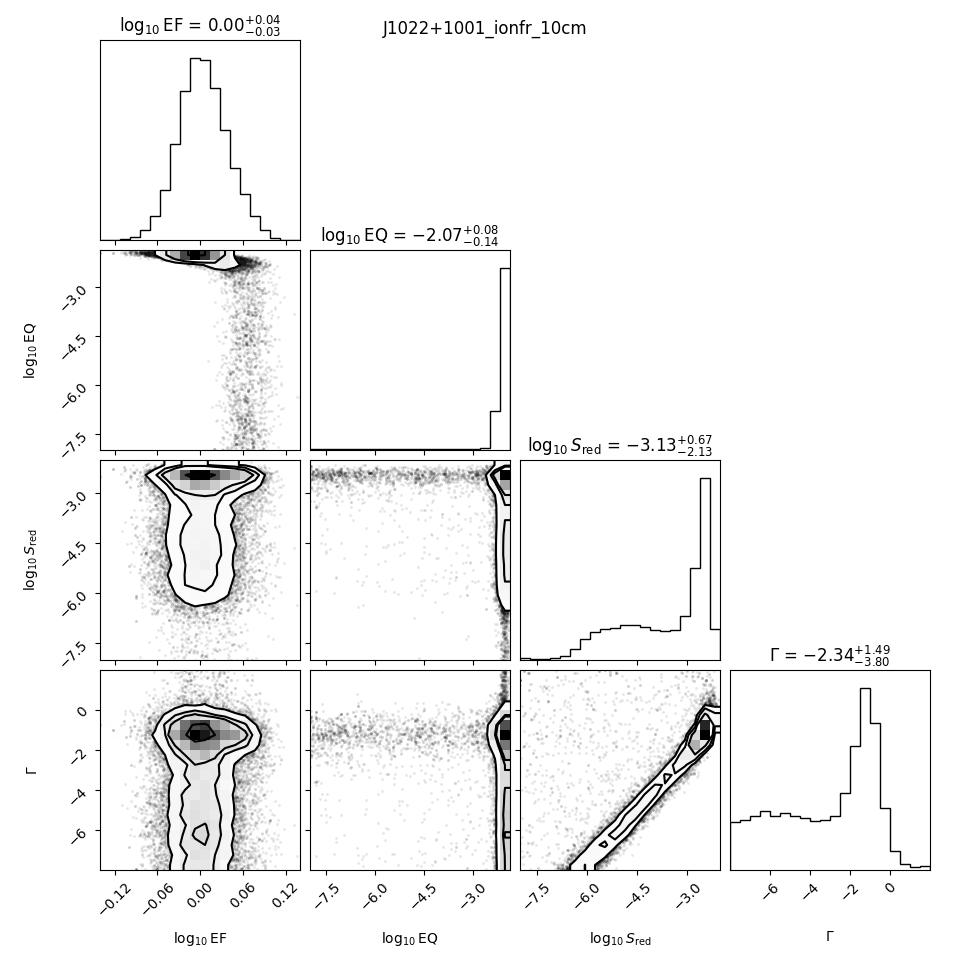 J1022+1001_ionfr_10cm
log₁₀ EF = 0.00 +0.04 −0.03
log₁₀ EQ = −2.07 +0.08 −0.14
log₁₀ EQ
−3.0
−4.5
−6.0
−7.5
log₁₀ S_red = −3.13 +0.67 −2.13
log₁₀ S_red
−3.0
−4.5
−6.0
−7.5
Γ = −2.34 +1.49 −3.80
Γ
0
−2
−4
−6
−0.12 −0.06 0.00 0.06 0.12
−7.5 −6.0 −4.5 −3.0
−7.5 −6.0 −4.5 −3.0
−6 −4 −2 0
log₁₀ EF
log₁₀ EQ
log₁₀ S_red
Γ